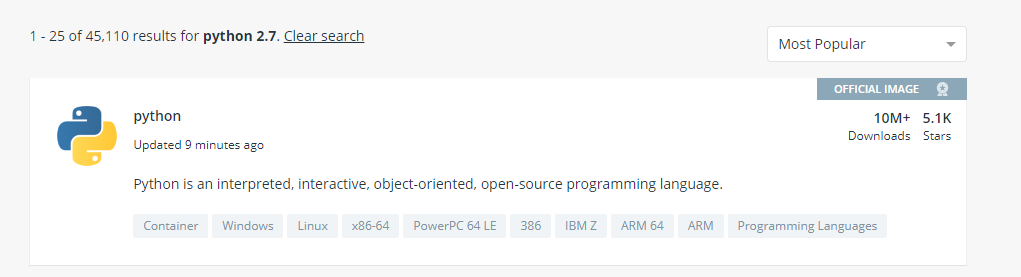 1 - 25 of 45,110 results for python 2.7. Clear search
Most Popular
OFFICIAL IMAGE
python
10M+ 5.1K
Updated 9 minutes ago
Downloads Stars
Python is an interpreted, interactive, object-oriented, open-source programming language.
Container Windows Linux x86-64 PowerPC 64 LE 386 IBM Z ARM 64 ARM Programming Languages